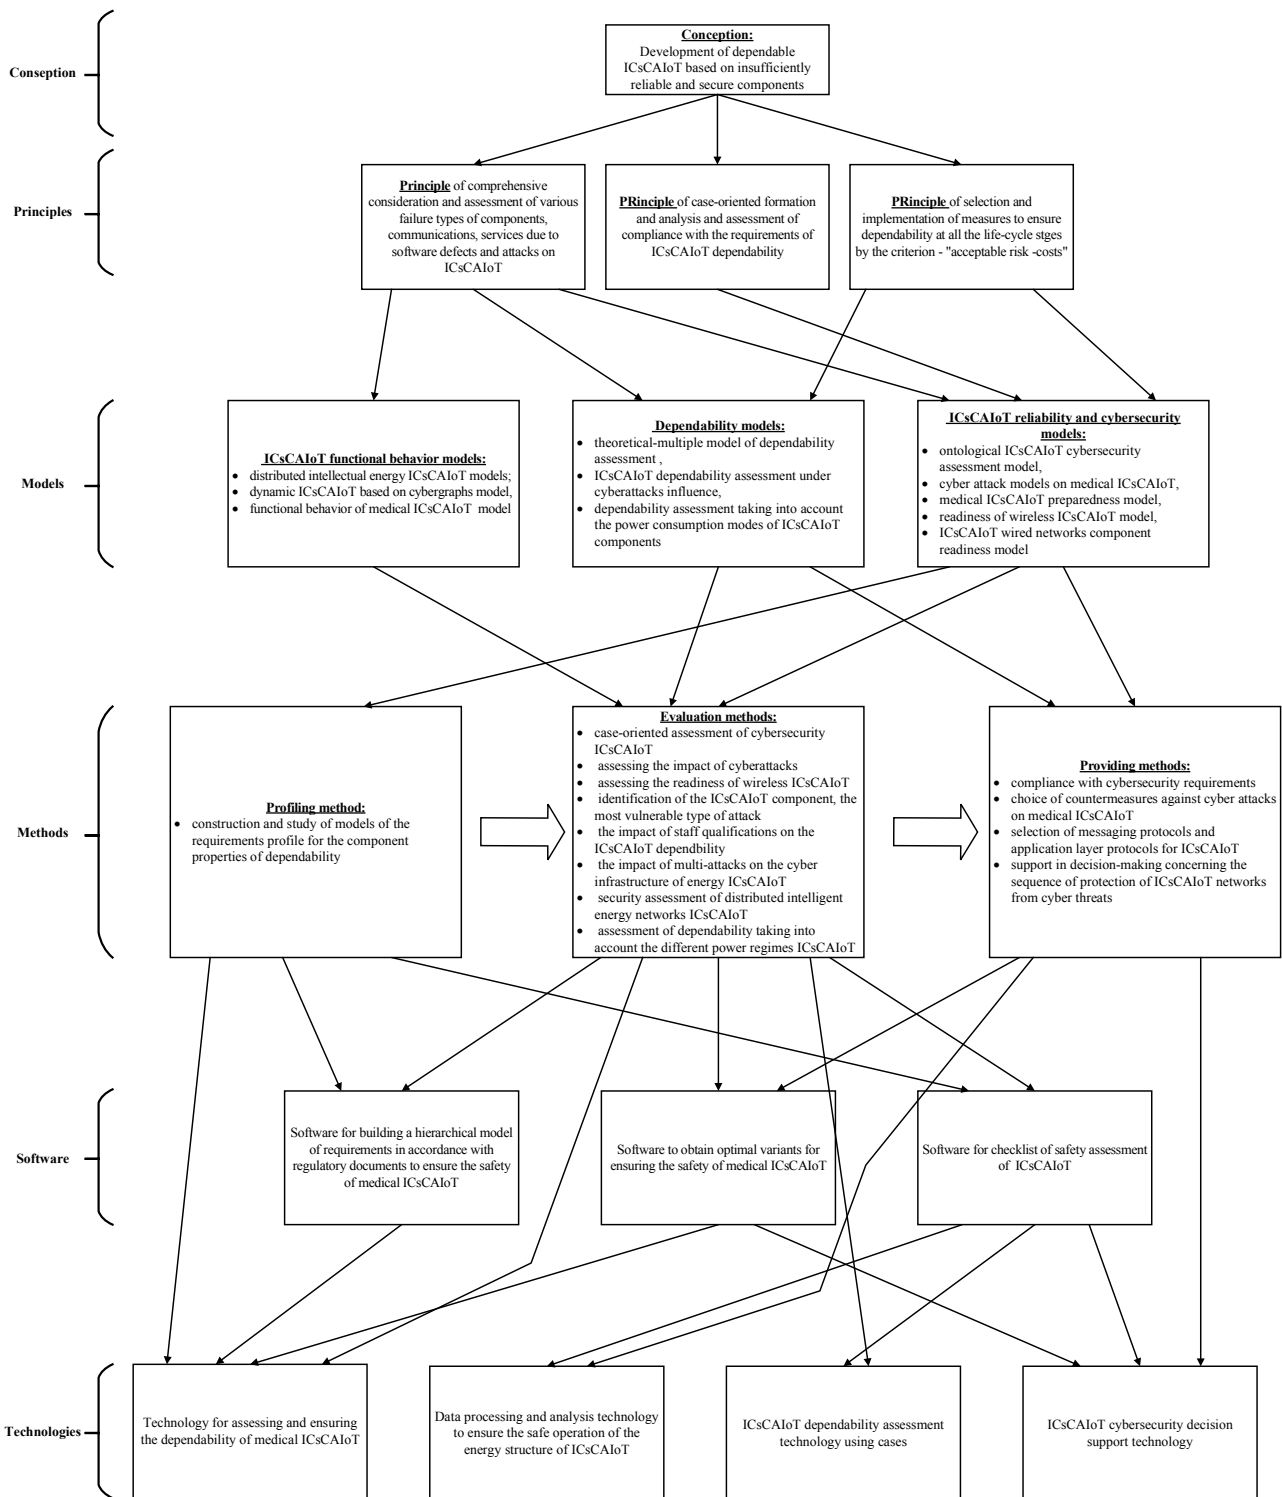 Conseption
Conception:
Development of dependable
ICsCAIoT based on insufficiently
reliable and secure components
Principles
Principle of comprehensive
consideration and assessment of various
failure types of components,
communications, services due to
software defects and attacks on
ICsCAIoT
PRinciple of case-oriented formation
and analysis and assessment of
compliance with the requirements of
ICsCAIoT dependability
PRinciple of selection and
implementation of measures to ensure
dependability at all the life-cycle stges
by the criterion - "acceptable risk -costs"
Models
ICsCAIoT functional behavior models:
• distributed intellectual energy ICsCAIoT models;
• dynamic ICsCAIoT based on cybergraphs model,
• functional behavior of medical ICsCAIoT model
Dependability models:
• theoretical-multiple model of dependability
assessment ,
• ICsCAIoT dependability assessment under
cyberattacks influence,
• dependability assessment taking into account
the power consumption modes of ICsCAIoT
components
ICsCAIoT reliability and cybersecurity
models:
• ontological ICsCAIoT cybersecurity
assessment model,
• cyber attack models on medical ICsCAIoT,
• medical ICsCAIoT preparedness model,
• readiness of wireless ICsCAIoT model,
• ICsCAIoT wired networks component
readiness model
Methods
Profiling method:
• construction and study of models of the
requirements profile for the component
properties of dependability
Evaluation methods:
• case-oriented assessment of cybersecurity
ICsCAIoT
• assessing the impact of cyberattacks
• assessing the readiness of wireless ICsCAIoT
• identification of the ICsCAIoT component, the
most vulnerable type of attack
• the impact of staff qualifications on the
ICsCAIoT dependbility
• the impact of multi-attacks on the cyber
infrastructure of energy ICsCAIoT
• security assessment of distributed intelligent
energy networks ICsCAIoT
• assessment of dependability taking into
account the different power regimes ICsCAIoT
Providing methods:
• compliance with cybersecurity requirements
• choice of countermeasures against cyber attacks
on medical ICsCAIoT
• selection of messaging protocols and
application layer protocols for ICsCAIoT
• support in decision-making concerning the
sequence of protection of ICsCAIoT networks
from cyber threats
Software
Software for building a hierarchical model
of requirements in accordance with
regulatory documents to ensure the safety
of medical ICsCAIoT
Software to obtain optimal variants for
ensuring the safety of medical ICsCAIoT
Software for checklist of safety assessment
of ICsCAIoT
Technologies
Technology for assessing and ensuring
the dependability of medical ICsCAIoT
Data processing and analysis technology
to ensure the safe operation of the
energy structure of ICsCAIoT
ICsCAIoT dependability assessment
technology using cases
ICsCAIoT cybersecurity decision
support technology